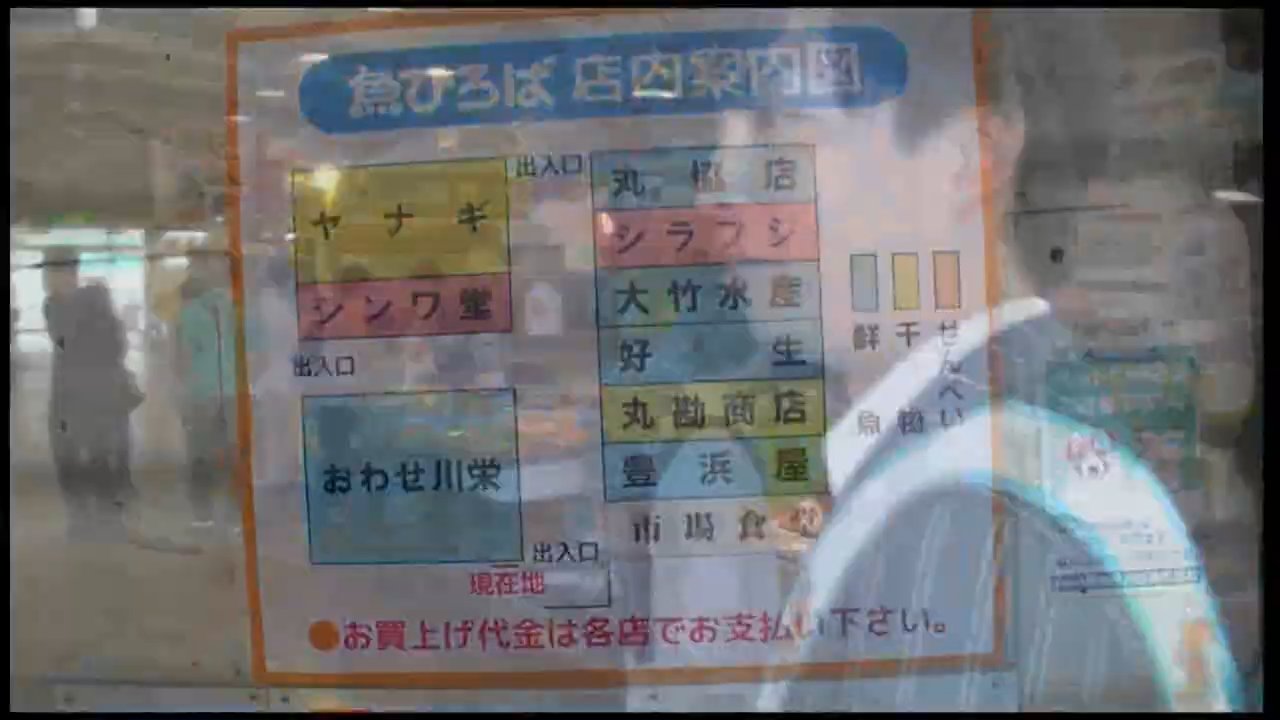 魚ひろば 店内案内図
出入口
ヤナギ
シンワ堂
出入口
おわせ川栄
出入口
現在地
シラフジ
大竹水産
好 生
丸勘商店
豊浜屋
市場食堂
鮮魚
干物
せんべい
●お買上げ代金は各店でお支払い下さい。